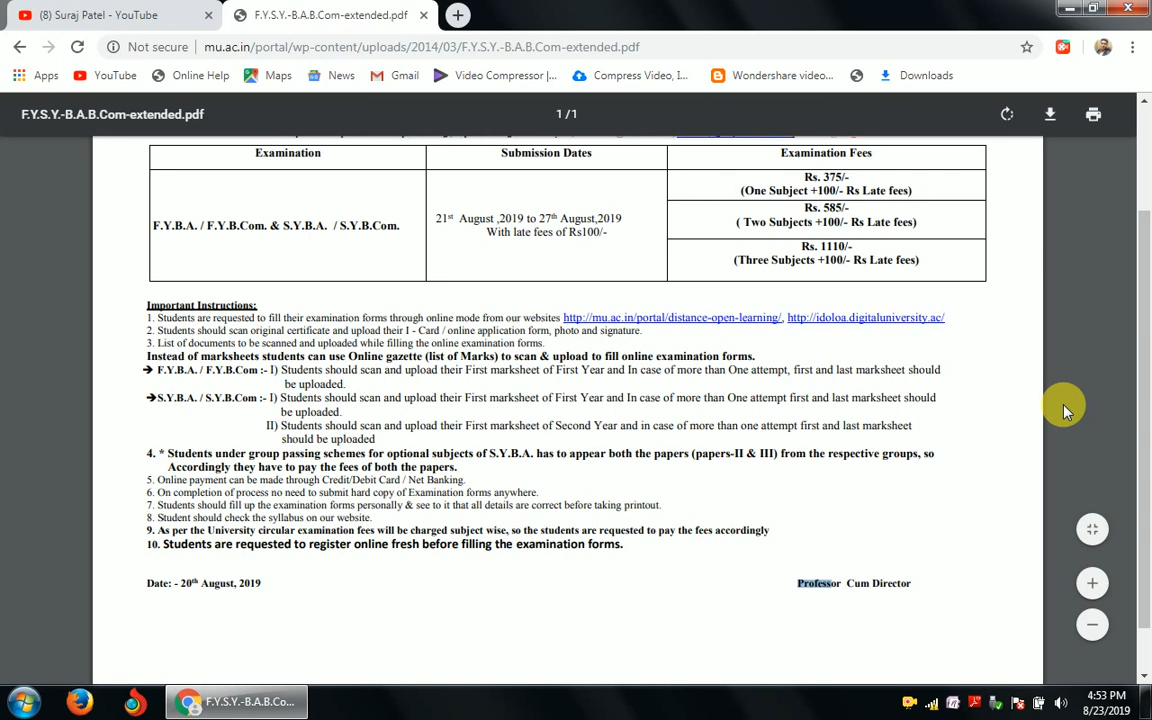 (8) Suraj Patel - YouTube
F.Y.S.Y.-B.A.B.Com-extended.pdf
Not secure | mu.ac.in/portal/wp-content/uploads/2014/03/F.Y.S.Y.-B.A.B.Com-extended.pdf
Apps YouTube Online Help Maps News Gmail Video Compressor |... Compress Video, I... Wondershare video... Downloads
F.Y.S.Y.-B.A.B.Com-extended.pdf 1 / 1
Examination Submission Dates Examination Fees
F.Y.B.A. / F.Y.B.Com. & S.Y.B.A. / S.Y.B.Com.
21st August ,2019 to 27th August,2019
With late fees of Rs100/-
Rs. 375/-
(One Subject +100/- Rs Late fees)
Rs. 585/-
( Two Subjects +100/- Rs Late fees)
Rs. 1110/-
(Three Subjects +100/- Rs Late fees)
Important Instructions:
1. Students are requested to fill their examination forms through online mode from our websites http://mu.ac.in/portal/distance-open-learning/, http://idoloa.digitaluniversity.ac/
2. Students should scan original certificate and upload their I - Card / online application form, photo and signature.
3. List of documents to be scanned and uploaded while filling the online examination forms.
Instead of marksheets students can use Online gazette (list of Marks) to scan & upload to fill online examination forms.
➔ F.Y.B.A. / F.Y.B.Com :- I) Students should scan and upload their First marksheet of First Year and In case of more than One attempt, first and last marksheet should
be uploaded.
➔S.Y.B.A. / S.Y.B.Com :- I) Students should scan and upload their First marksheet of First Year and In case of more than One attempt first and last marksheet should
be uploaded.
II) Students should scan and upload their First marksheet of Second Year and in case of more than one attempt first and last marksheet
should be uploaded
4. * Students under group passing schemes for optional subjects of S.Y.B.A. has to appear both the papers (papers-II & III) from the respective groups, so
Accordingly they have to pay the fees of both the papers.
5. Online payment can be made through Credit/Debit Card / Net Banking.
6. On completion of process no need to submit hard copy of Examination forms anywhere.
7. Students should fill up the examination forms personally & see to it that all details are correct before taking printout.
8. Student should check the syllabus on our website.
9. As per the University circular examination fees will be charged subject wise, so the students are requested to pay the fees accordingly
10. Students are requested to register online fresh before filling the examination forms.
Date: - 20th August, 2019 Professor Cum Director
F.Y.S.Y.-B.A.B.Co...
4:53 PM
8/23/2019